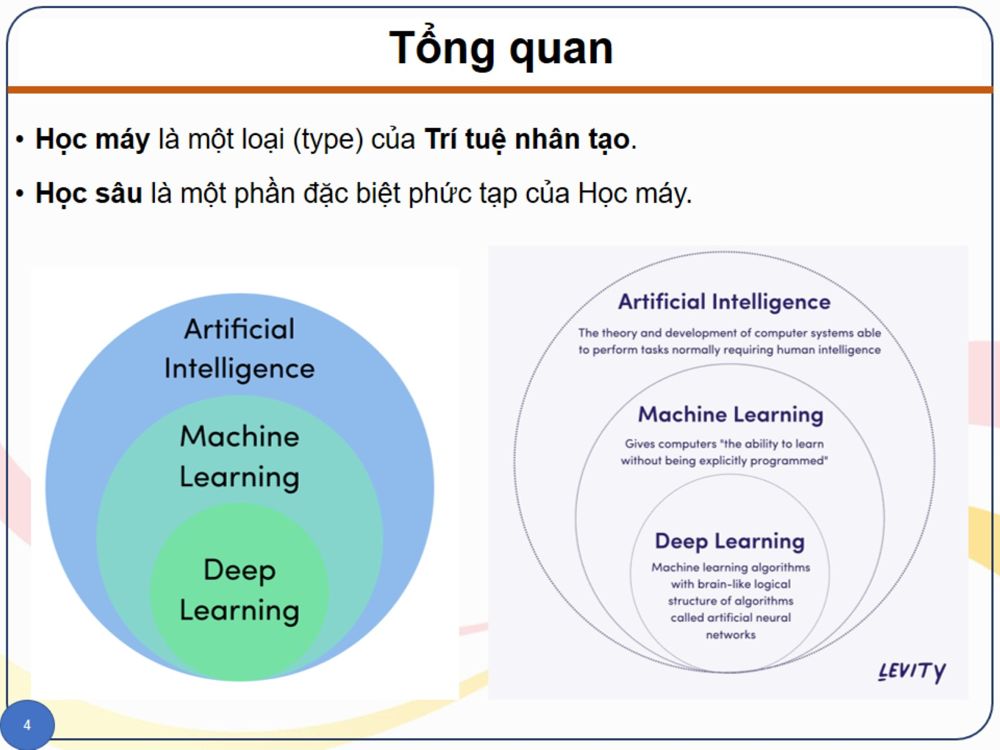 Tổng quan
• Học máy là một loại (type) của Trí tuệ nhân tạo.
• Học sâu là một phần đặc biệt phức tạp của Học máy.
Artificial
Intelligence
Machine
Learning
Deep
Learning
Artificial Intelligence
The theory and development of computer systems able
to perform tasks normally requiring human intelligence
Machine Learning
Gives computers "the ability to learn
without being explicitly programmed"
Deep Learning
Machine learning algorithms
with brain-like logical
structure of algorithms
called artificial neural
networks
LEVITY
4